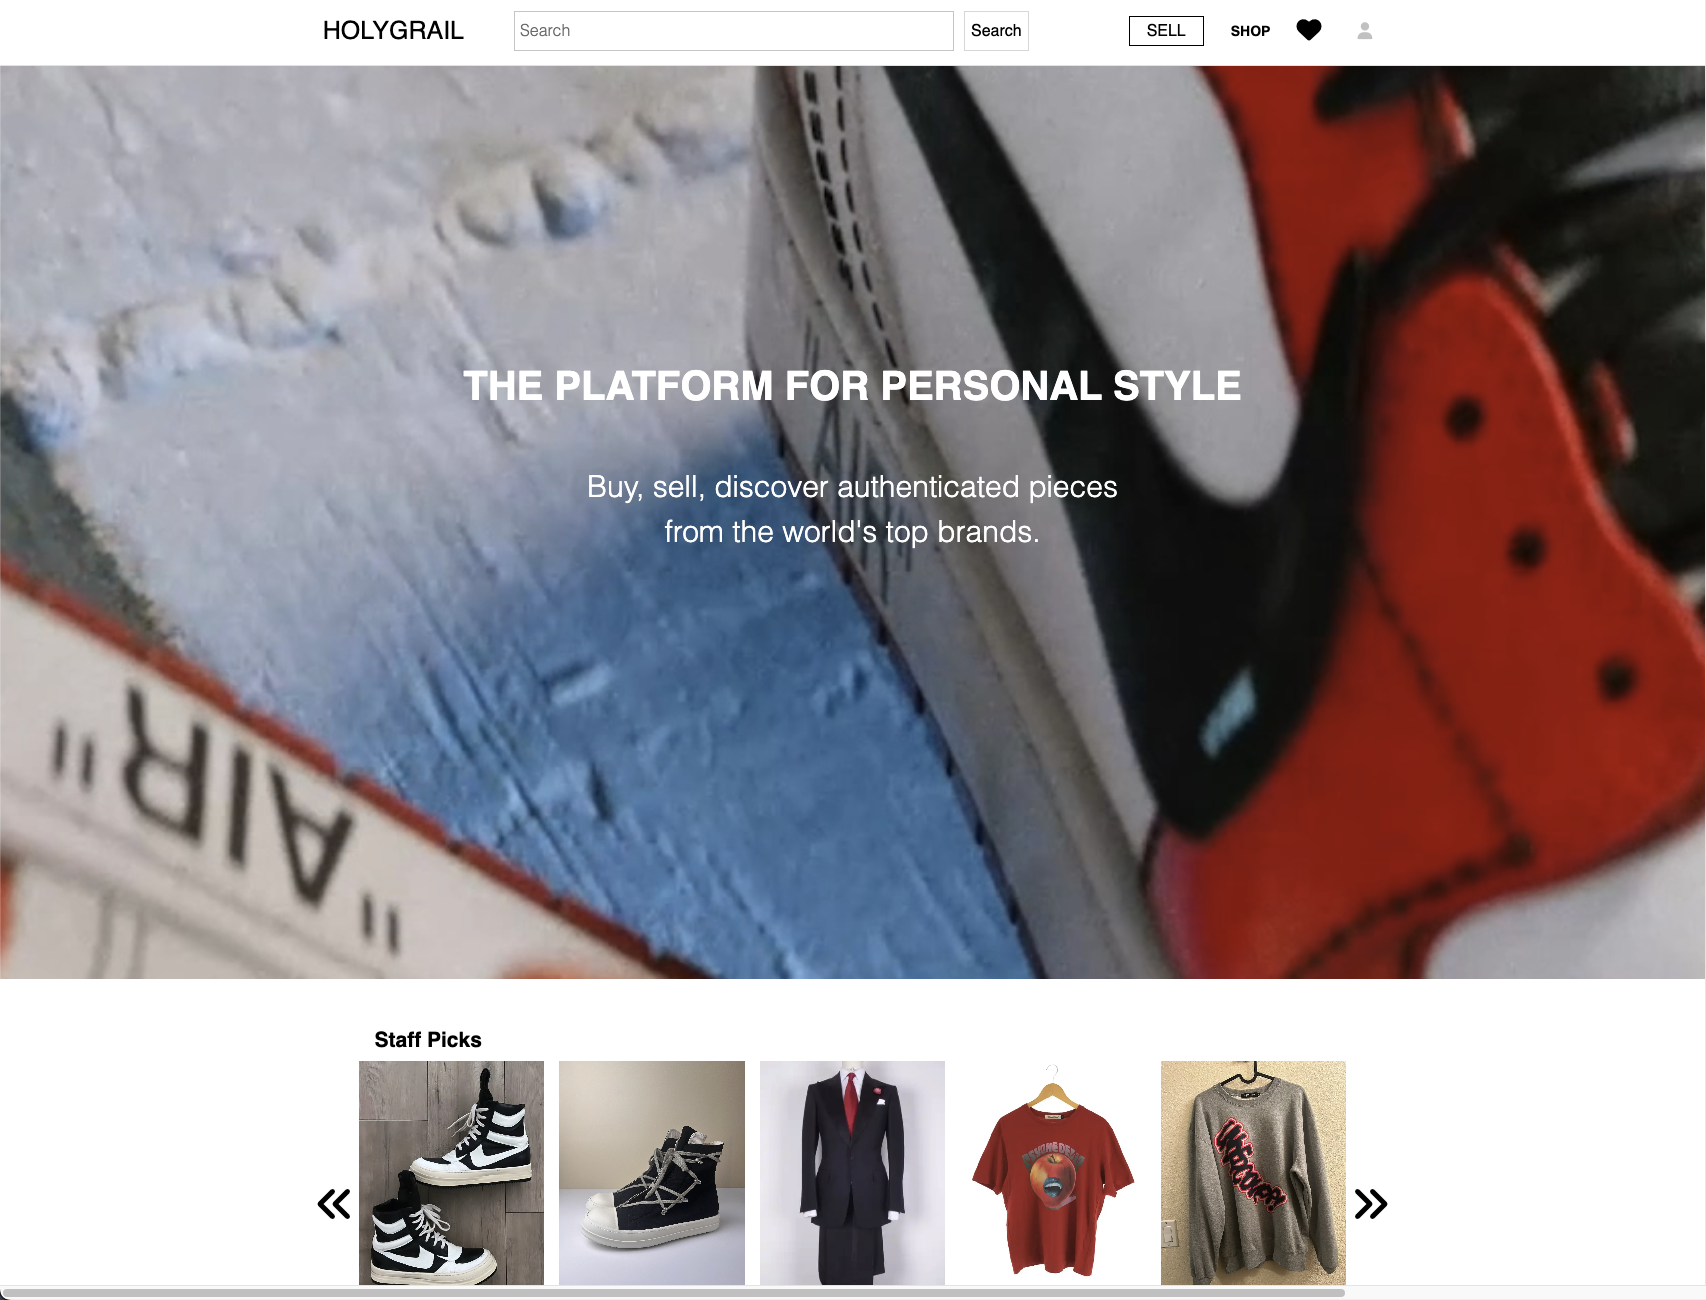 HOLYGRAIL
Search
Search
SELL
SHOP
THE PLATFORM FOR PERSONAL STYLE
Buy, sell, discover authenticated pieces
from the world's top brands.
"AIR"
Staff Picks
UNDERCOVER